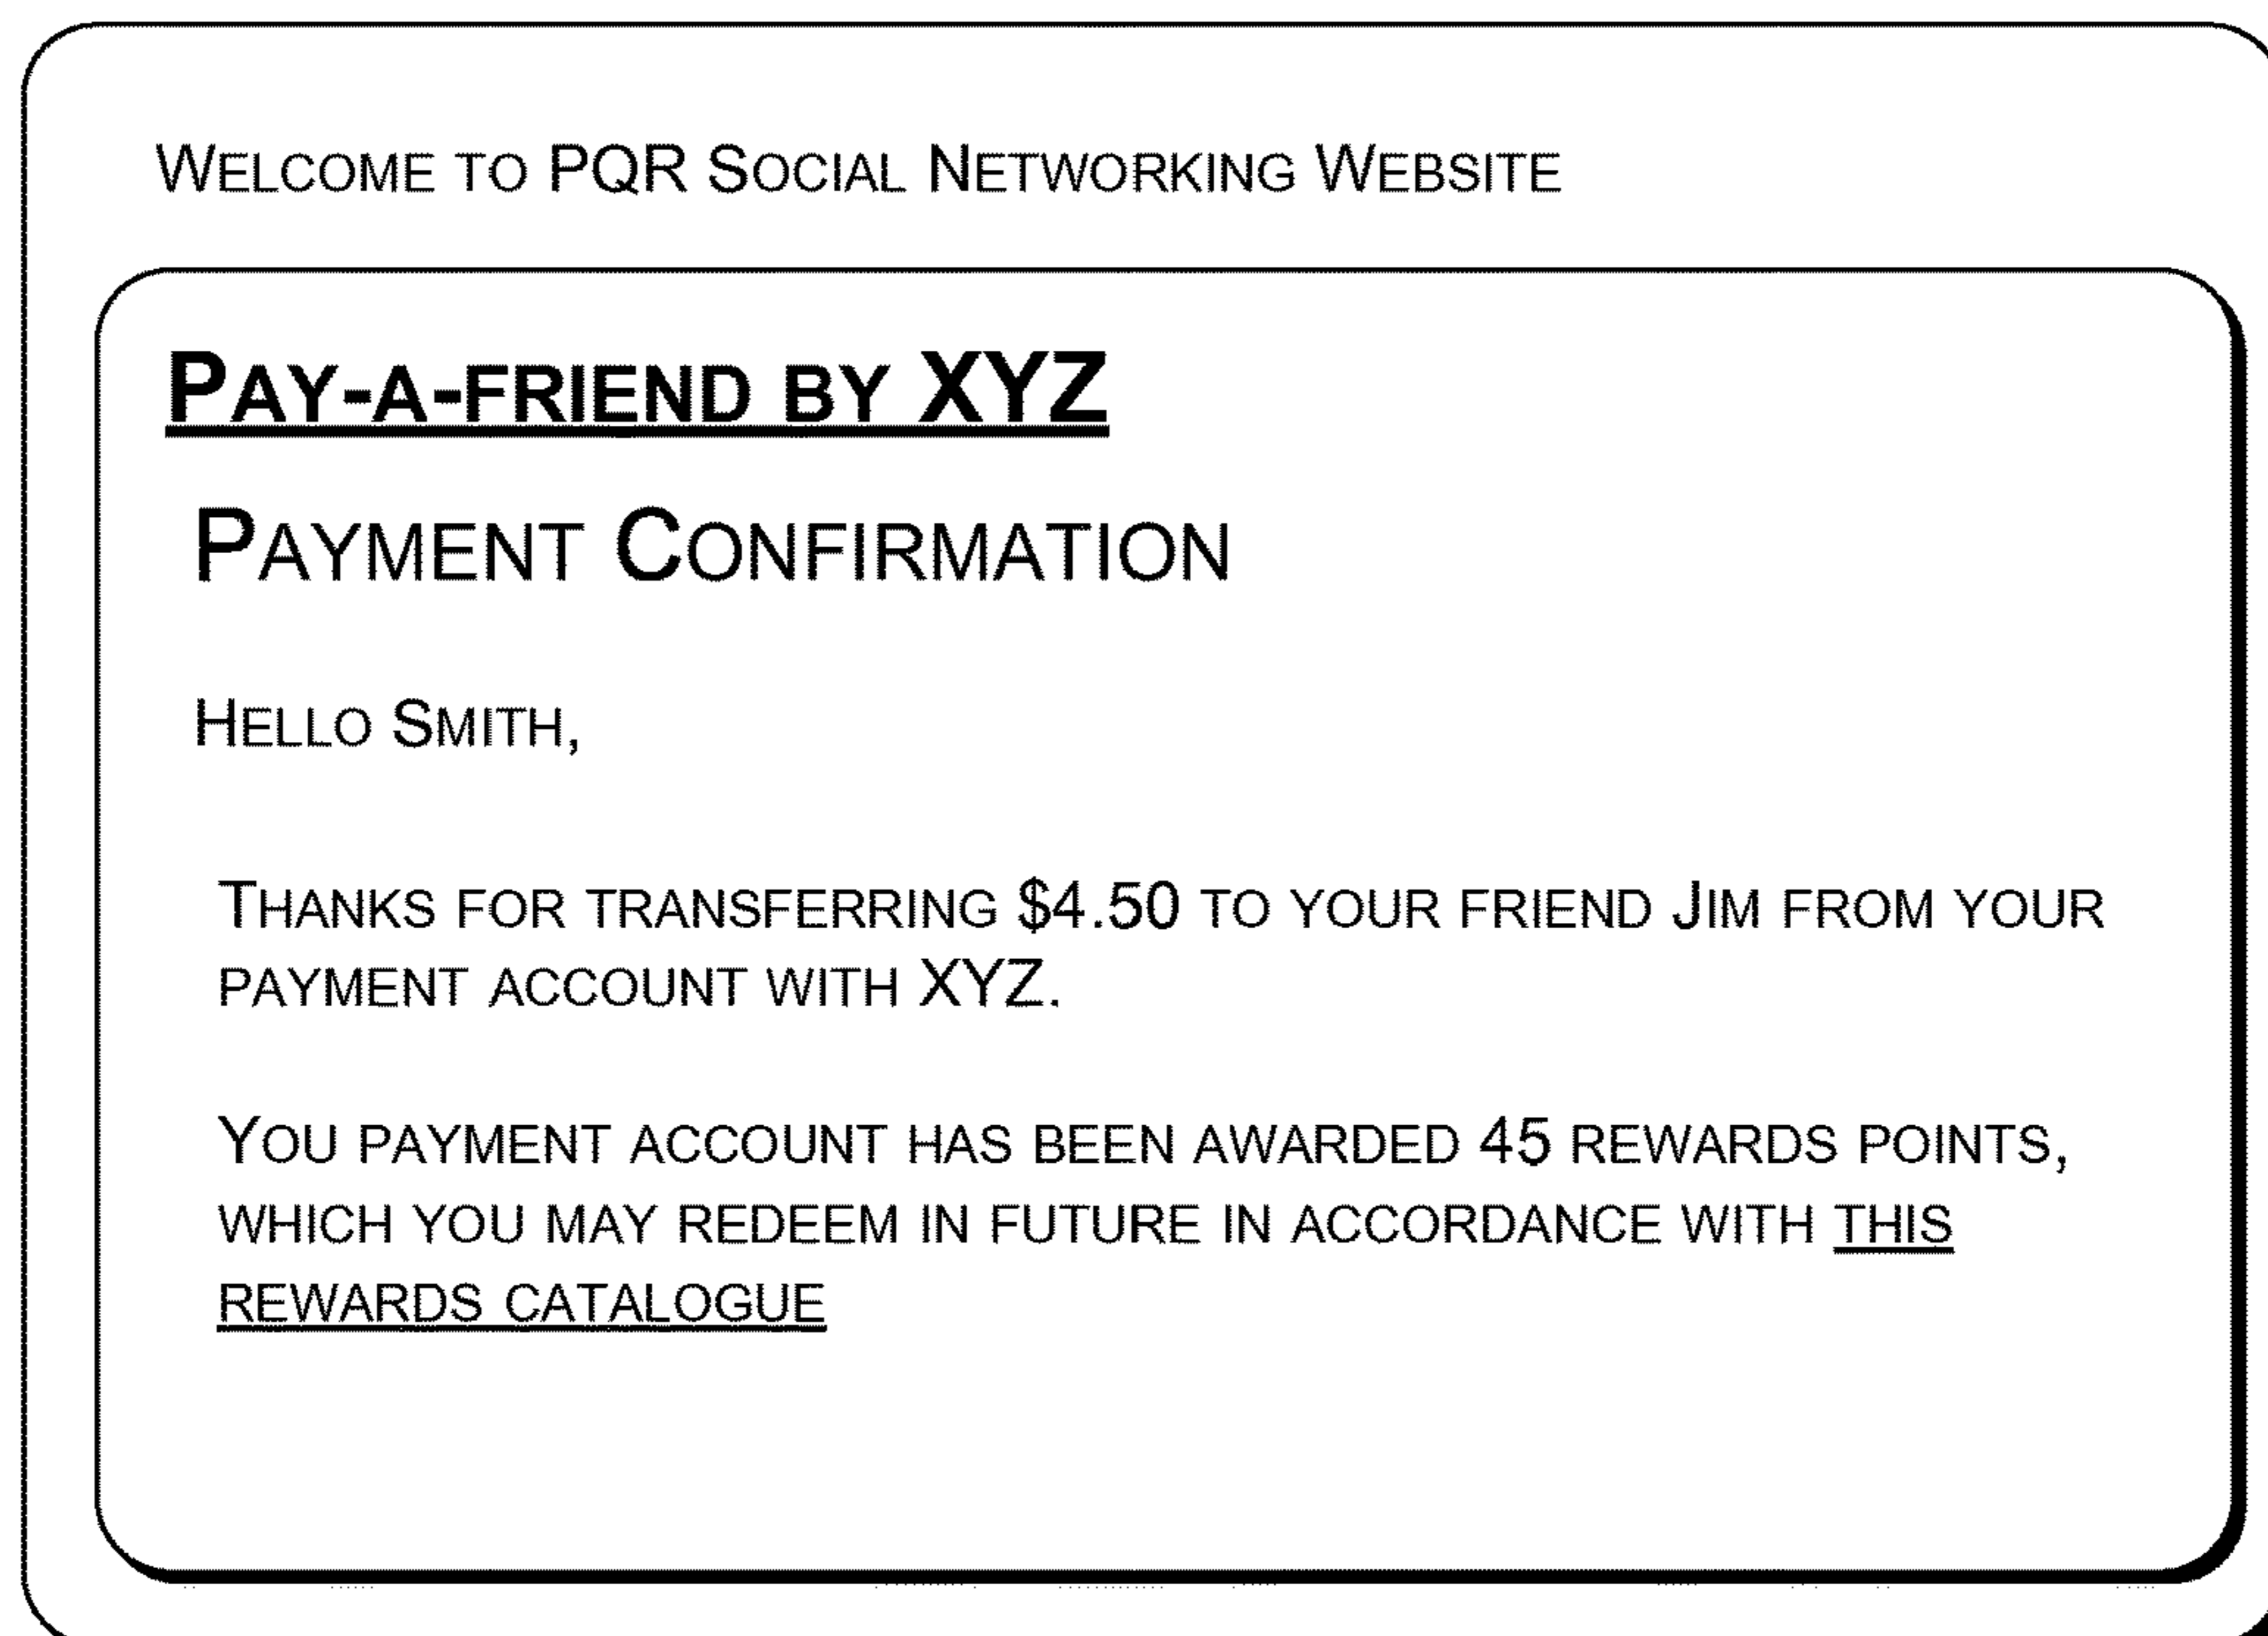 Welcome to PQR Social Networking Website
Pay-a-friend by XYZ
Payment Confirmation
Hello Smith,
Thanks for transferring $4.50 to your friend Jim from your
payment account with XYZ.
You payment account has been awarded 45 rewards points,
which you may redeem in future in accordance with this
rewards catalogue